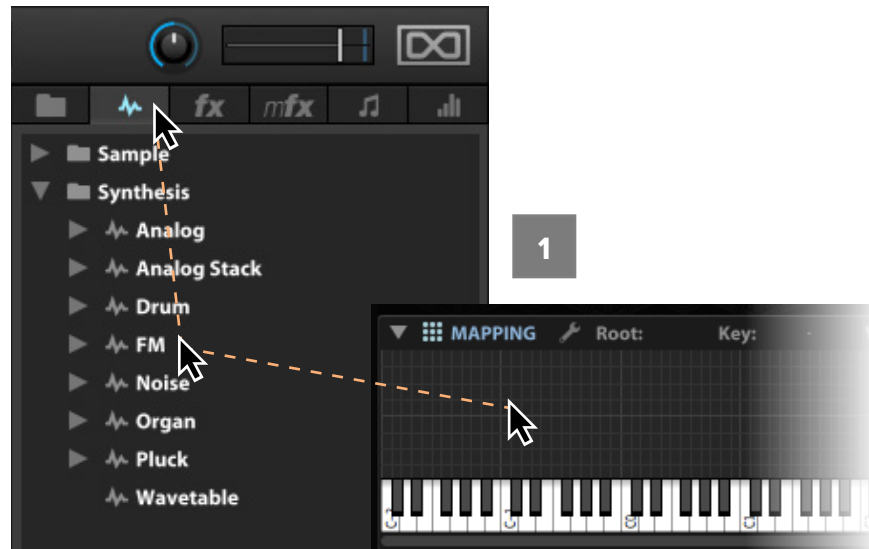 fx
mfx
Sample
Synthesis
Analog
Analog Stack
Drum
FM
Noise
Organ
Pluck
Wavetable
1
MAPPING Root: Key: -